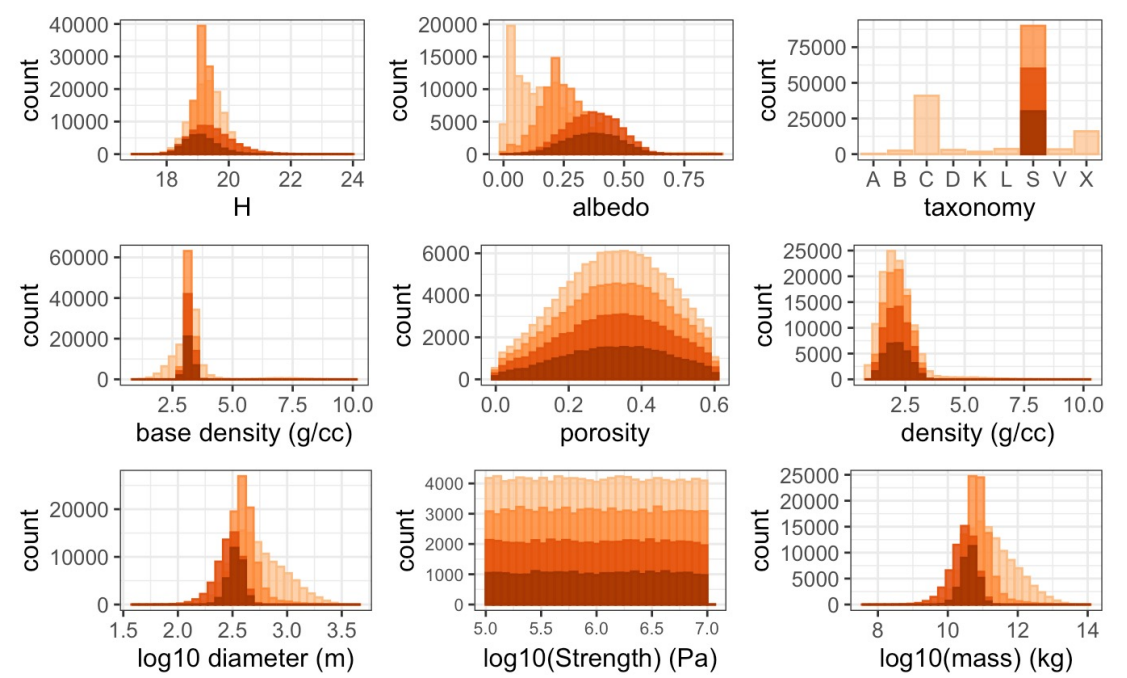 40000
30000
20000
10000
0
count
18 20 22 24
H
20000
15000
10000
5000
0
count
0.00 0.25 0.50 0.75
albedo
75000
50000
25000
0
count
A B C D K L S V X
taxonomy
60000
40000
20000
0
count
2.5 5.0 7.5 10.0
base density (g/cc)
6000
4000
2000
0
count
0.0 0.2 0.4 0.6
porosity
25000
20000
15000
10000
5000
0
count
2.5 5.0 7.5 10.0
density (g/cc)
20000
10000
0
count
1.5 2.0 2.5 3.0 3.5
log10 diameter (m)
4000
3000
2000
1000
0
count
5.0 5.5 6.0 6.5 7.0
log10(Strength) (Pa)
25000
20000
15000
10000
5000
0
count
8 10 12 14
log10(mass) (kg)